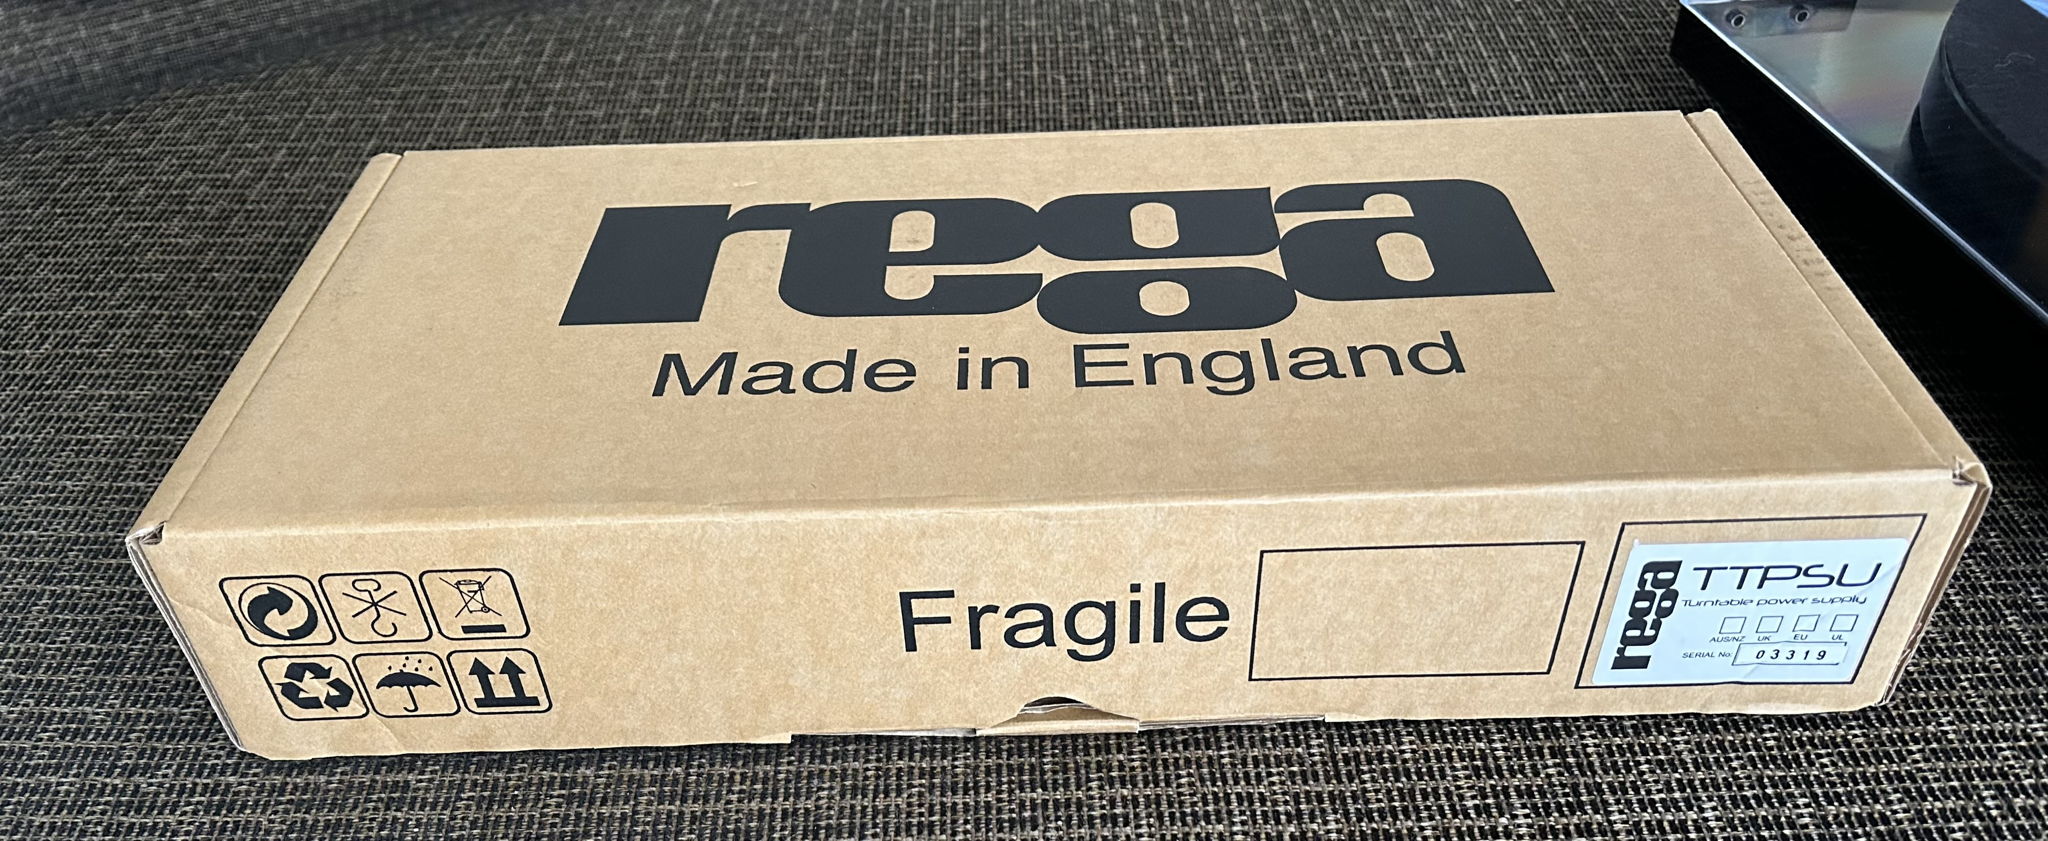 rega
Made in England
Fragile
rega
TTPSU
Turntable power supply
AUS/NZ UK EU UL
SERIAL No: 03319